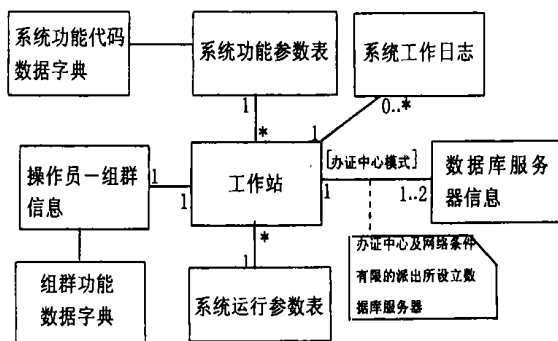 系统功能代码
数据字典
系统功能参数表
系统工作日志
1
*
1
0..*
操作员－组群
信息
1
1
工作站
[办证中心模式]
1
1..2
数据库服务
器信息
*
1
组群功能
数据字典
系统运行参数表
办证中心及网络条件
有限的派出所设立数
据库服务器